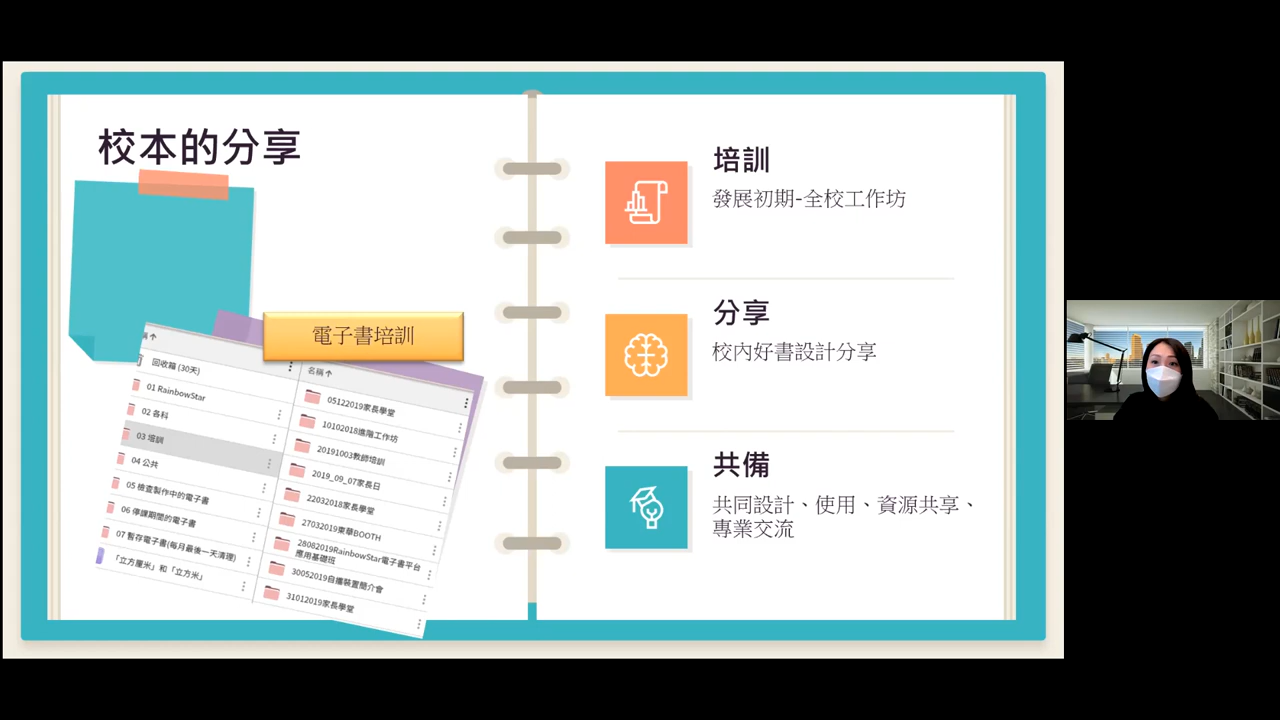 校本的分享
電子書培訓
名稱↑
回收箱 (30天)
01 RainbowStar
02 各科
03 培訓
04 公共
05 檢查製作中的電子書
06 停課期間的電子書
07 暫存電子書(每月最後一天清理)
「立方厘米」和「立方米」
05122019家長學堂
10102018進階工作坊
20191003教師培訓
2019_09_07家長日
22032018家長學堂
27032019東華BOOTH
28082019RainbowStar電子書平台
應用基礎班
30052019自攜裝置簡介會
31012019家長學堂
培訓
發展初期-全校工作坊
分享
校內好書設計分享
共備
共同設計、使用、資源共享、
專業交流